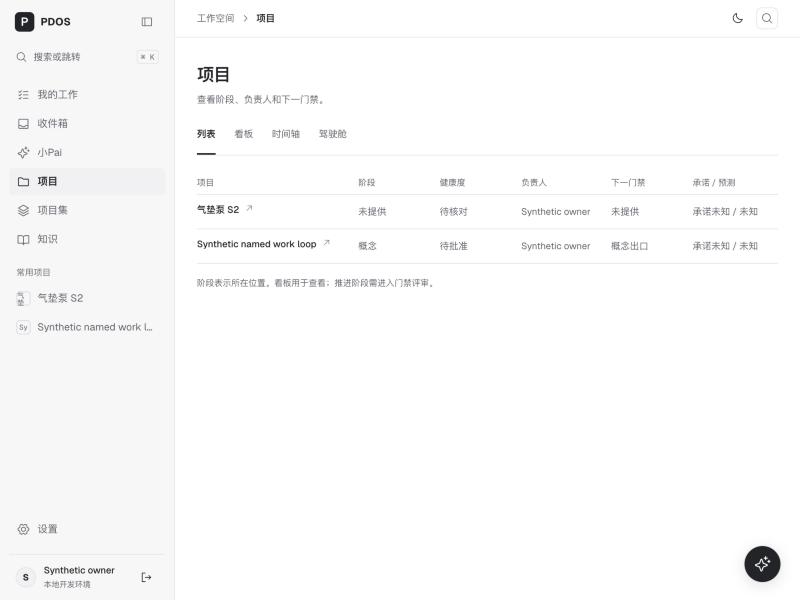 P PDOS
搜索或跳转 ⌘ K
我的工作
收件箱
小Pai
项目
项目集
知识
常用项目
气垫 气垫泵 S2
Sy Synthetic named work l...
设置
S Synthetic owner
本地开发环境
工作空间 > 项目
项目
查看阶段、负责人和下一门禁。
列表 看板 时间轴 驾驶舱
项目 阶段 健康度 负责人 下一门禁 承诺 / 预测
气垫泵 S2 ↗ 未提供 待核对 Synthetic owner 未提供 承诺未知 / 未知
Synthetic named work loop ↗ 概念 待批准 Synthetic owner 概念出口 承诺未知 / 未知
阶段表示所在位置。看板用于查看；推进阶段需进入门禁评审。